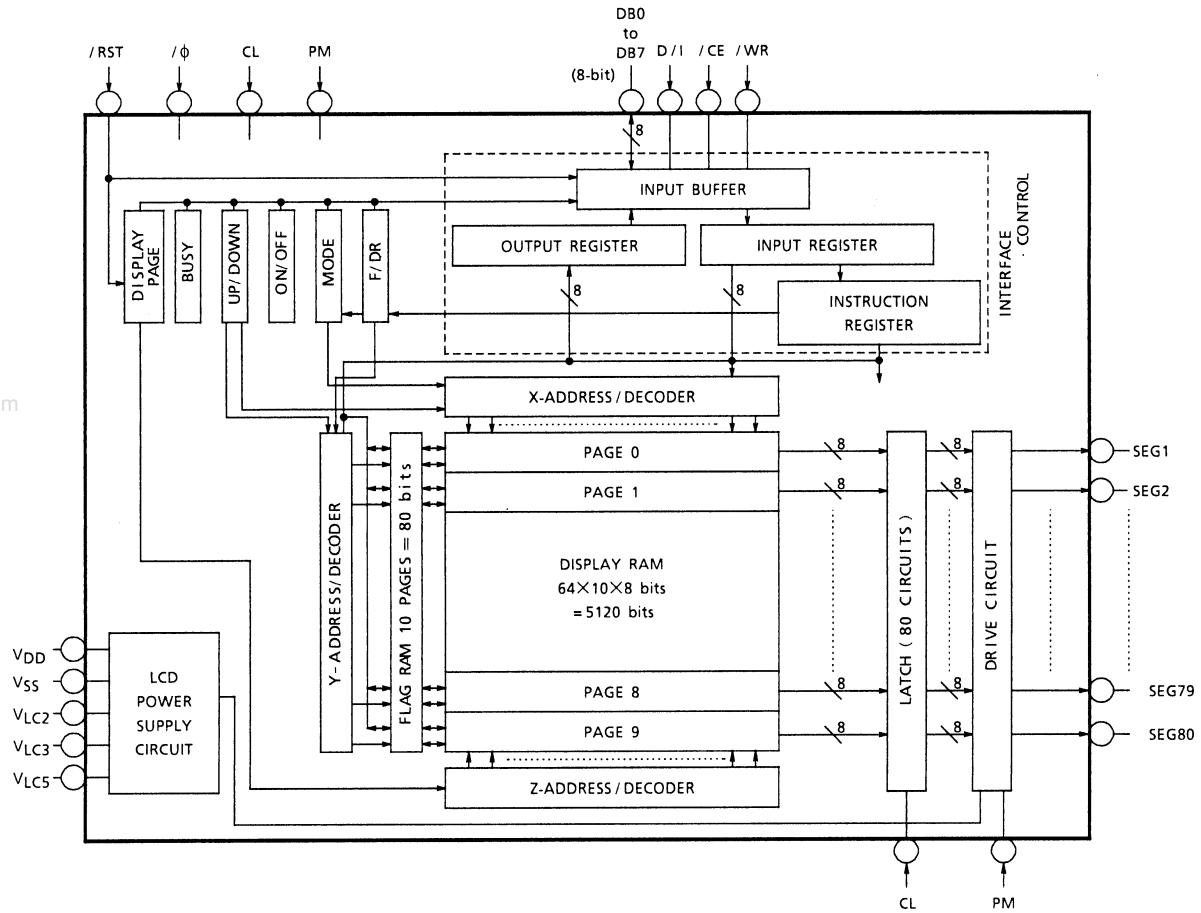 DB0
to
DB7
(8-bit)
/RST
/ϕ
CL
PM
D/I
/CE
/WR
8
INPUT BUFFER
OUTPUT REGISTER
INPUT REGISTER
8
8
INSTRUCTION
REGISTER
INTERFACE
CONTROL
DISPLAY
PAGE
BUSY
UP/DOWN
ON/OFF
MODE
F/DR
m
X-ADDRESS/DECODER
Y-ADDRESS/DECODER
FLAG RAM 10 PAGES = 80 bits
PAGE 0
8
8
SEG1
PAGE 1
8
8
SEG2
DISPLAY RAM
64×10×8 bits
=5120 bits
LATCH (80 CIRCUITS)
DRIVE CIRCUIT
PAGE 8
8
8
SEG79
PAGE 9
8
8
SEG80
Z-ADDRESS/DECODER
VDD
VSS
VLC2
VLC3
VLC5
LCD
POWER
SUPPLY
CIRCUIT
CL
PM